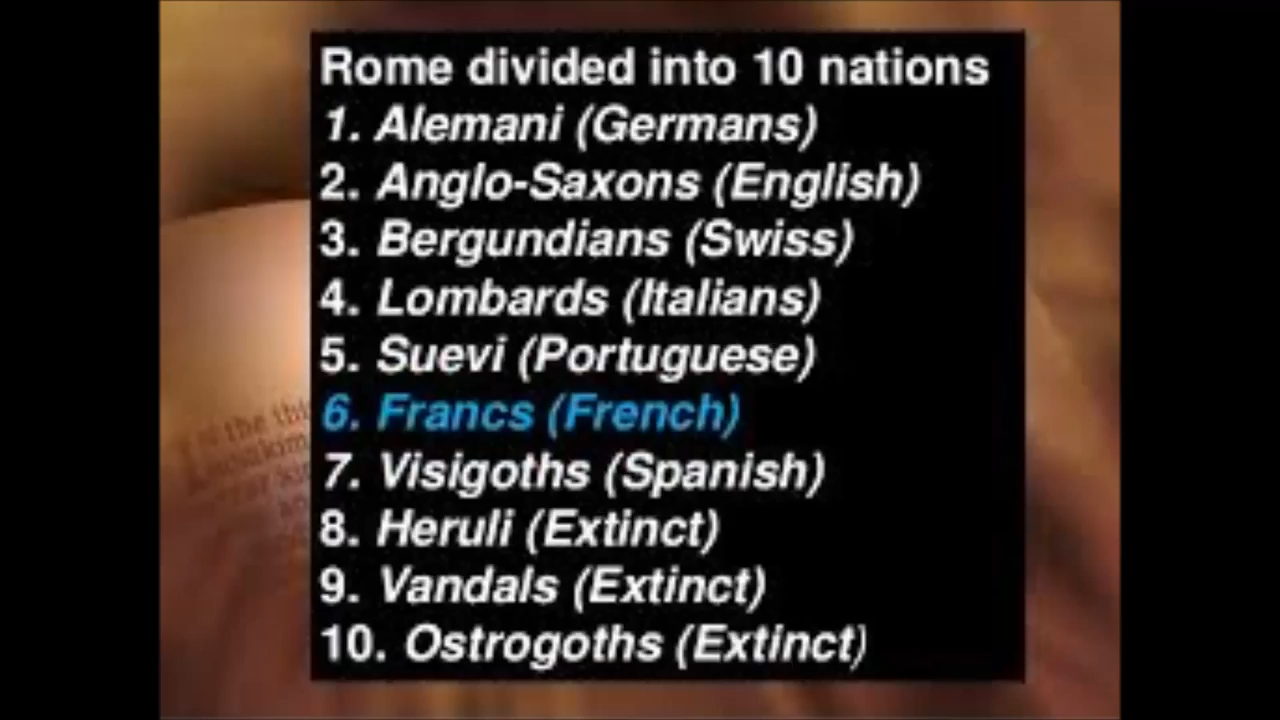 Rome divided into 10 nations
1. Alemani (Germans)
2. Anglo-Saxons (English)
3. Bergundians (Swiss)
4. Lombards (Italians)
5. Suevi (Portuguese)
6. Francs (French)
7. Visigoths (Spanish)
8. Heruli (Extinct)
9. Vandals (Extinct)
10. Ostrogoths (Extinct)
the